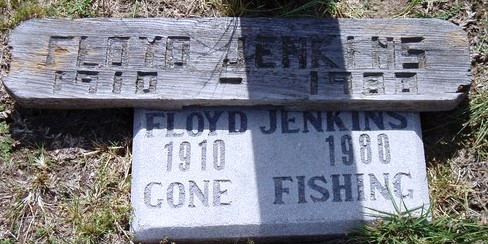 FLOYD JENKINS
1910 - 1980
FLOYD JENKINS
1910 1980
GONE FISHING